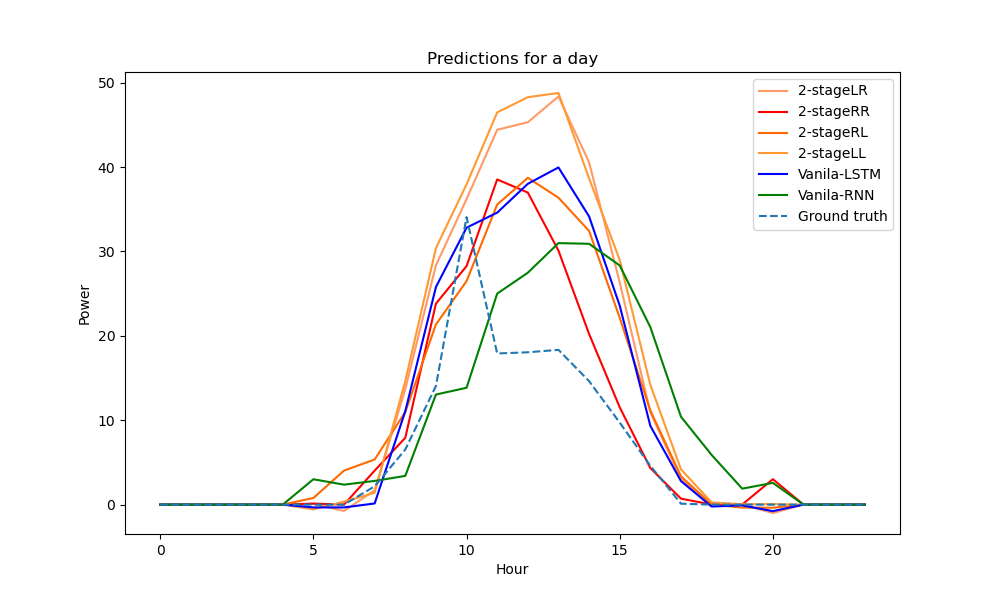 Predictions for a day
50
40
30
20
10
0
Power
0 5 10 15 20
Hour
2-stageLR
2-stageRR
2-stageRL
2-stageLL
Vanila-LSTM
Vanila-RNN
Ground truth